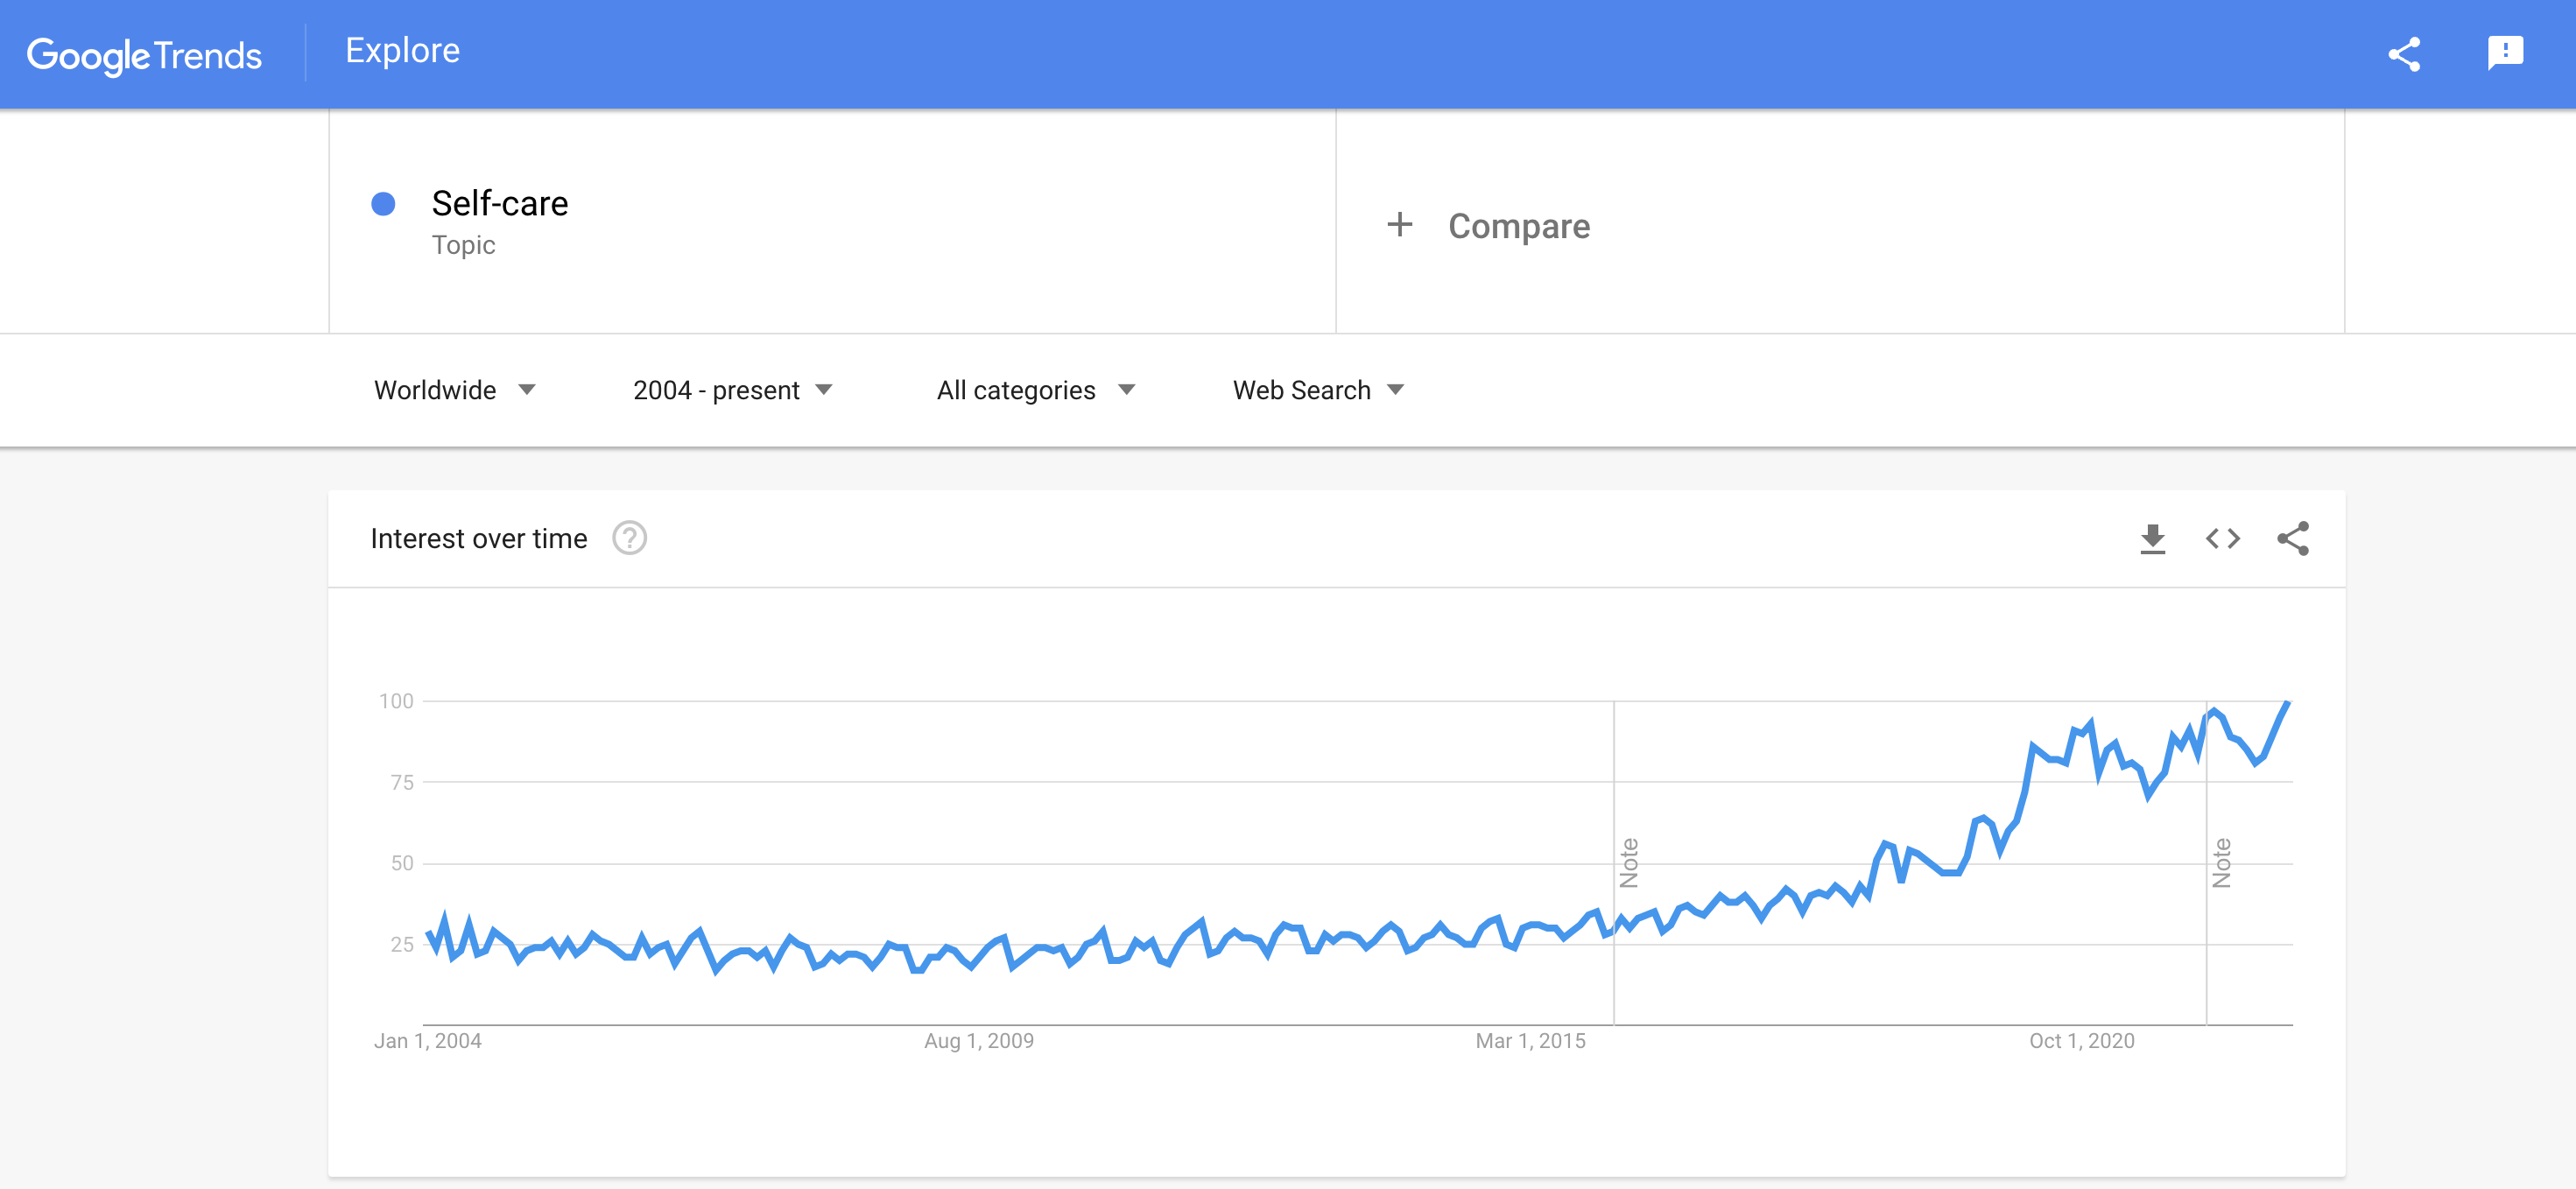 Google Trends
Explore
Self-care
Topic
+ Compare
Worldwide
2004 - present
All categories
Web Search
Interest over time ?
100
75
50
25
Note
Note
Jan 1, 2004
Aug 1, 2009
Mar 1, 2015
Oct 1, 2020